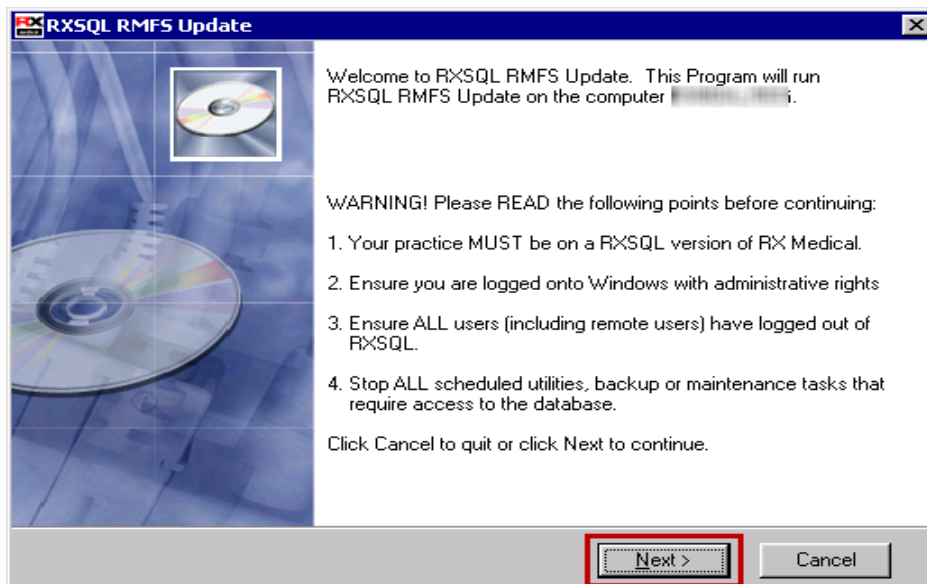 RX RXSQL RMFS Update
Welcome to RXSQL RMFS Update. This Program will run
RXSQL RMFS Update on the computer i.
WARNING! Please READ the following points before continuing:
1. Your practice MUST be on a RXSQL version of RX Medical.
2. Ensure you are logged onto Windows with administrative rights
3. Ensure ALL users (including remote users) have logged out of
RXSQL.
4. Stop ALL scheduled utilities, backup or maintenance tasks that
require access to the database.
Click Cancel to quit or click Next to continue.
Next > Cancel